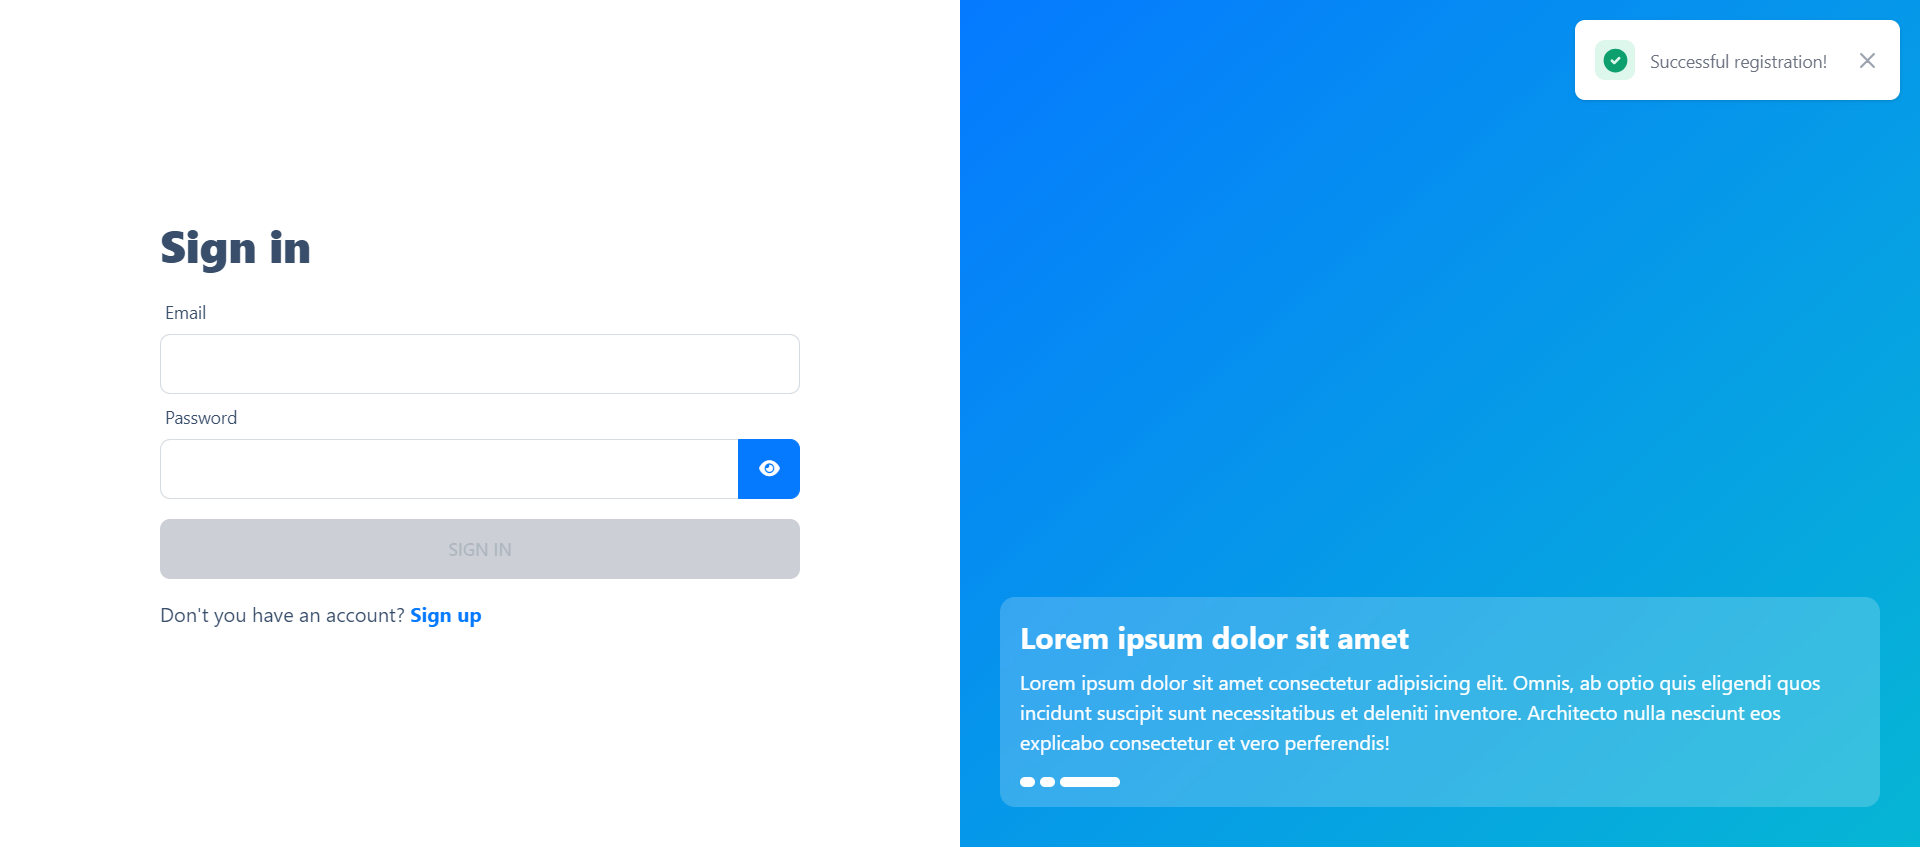 Sign in
Email
Password
SIGN IN
Don't you have an account? Sign up
Successful registration!
Lorem ipsum dolor sit amet
Lorem ipsum dolor sit amet consectetur adipisicing elit. Omnis, ab optio quis eligendi quos
incidunt suscipit sunt necessitatibus et deleniti inventore. Architecto nulla nesciunt eos
explicabo consectetur et vero perferendis!